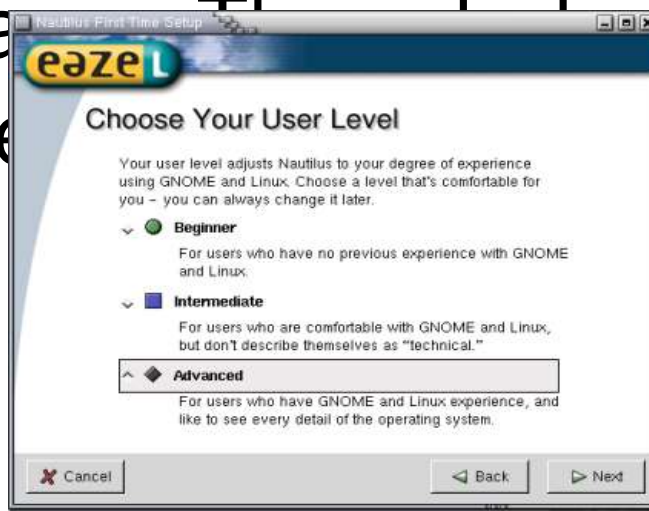 Nautilus First Time Setup
eazel
Choose Your User Level
Your user level adjusts Nautilus to your degree of experience
using GNOME and Linux. Choose a level that's comfortable for
you – you can always change it later.
Beginner
For users who have no previous experience with GNOME
and Linux.
Intermediate
For users who are comfortable with GNOME and Linux,
but don't describe themselves as "technical."
Advanced
For users who have GNOME and Linux experience, and
like to see every detail of the operating system.
Cancel
Back
Next